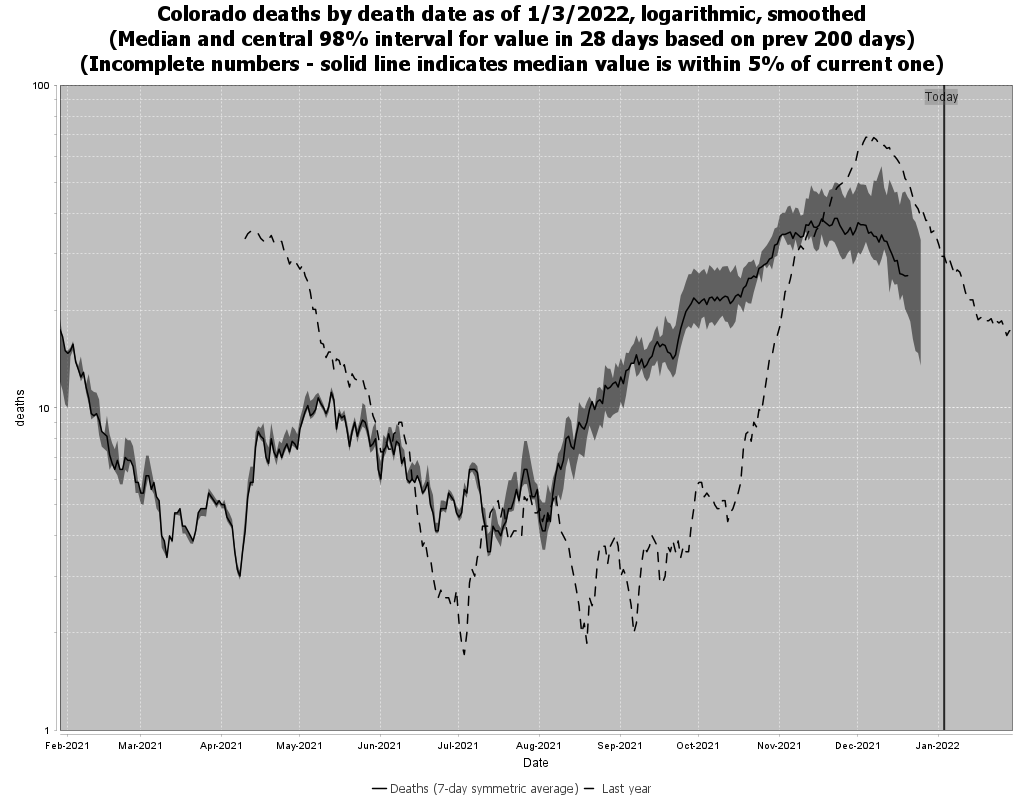 Colorado deaths by death date as of 1/3/2022, logarithmic, smoothed
(Median and central 98% interval for value in 28 days based on prev 200 days)
(Incomplete numbers - solid line indicates median value is within 5% of current one)
100
Today
10
deaths
1
Feb-2021 Mar-2021 Apr-2021 May-2021 Jun-2021 Jul-2021 Aug-2021 Sep-2021 Oct-2021 Nov-2021 Dec-2021 Jan-2022
Date
Deaths (7-day symmetric average) Last year